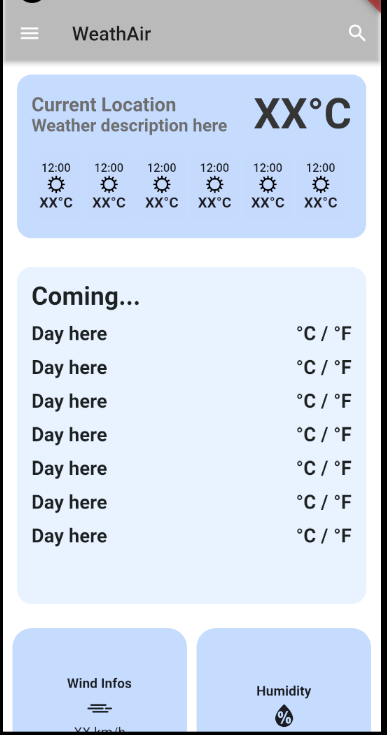 WeathAir
Current Location
Weather description here
XX°C
12:00 12:00 12:00 12:00 12:00 12:00
XX°C XX°C XX°C XX°C XX°C XX°C
Coming...
Day here °C / °F
Day here °C / °F
Day here °C / °F
Day here °C / °F
Day here °C / °F
Day here °C / °F
Day here °C / °F
Wind Infos
XX km/h
Humidity
%